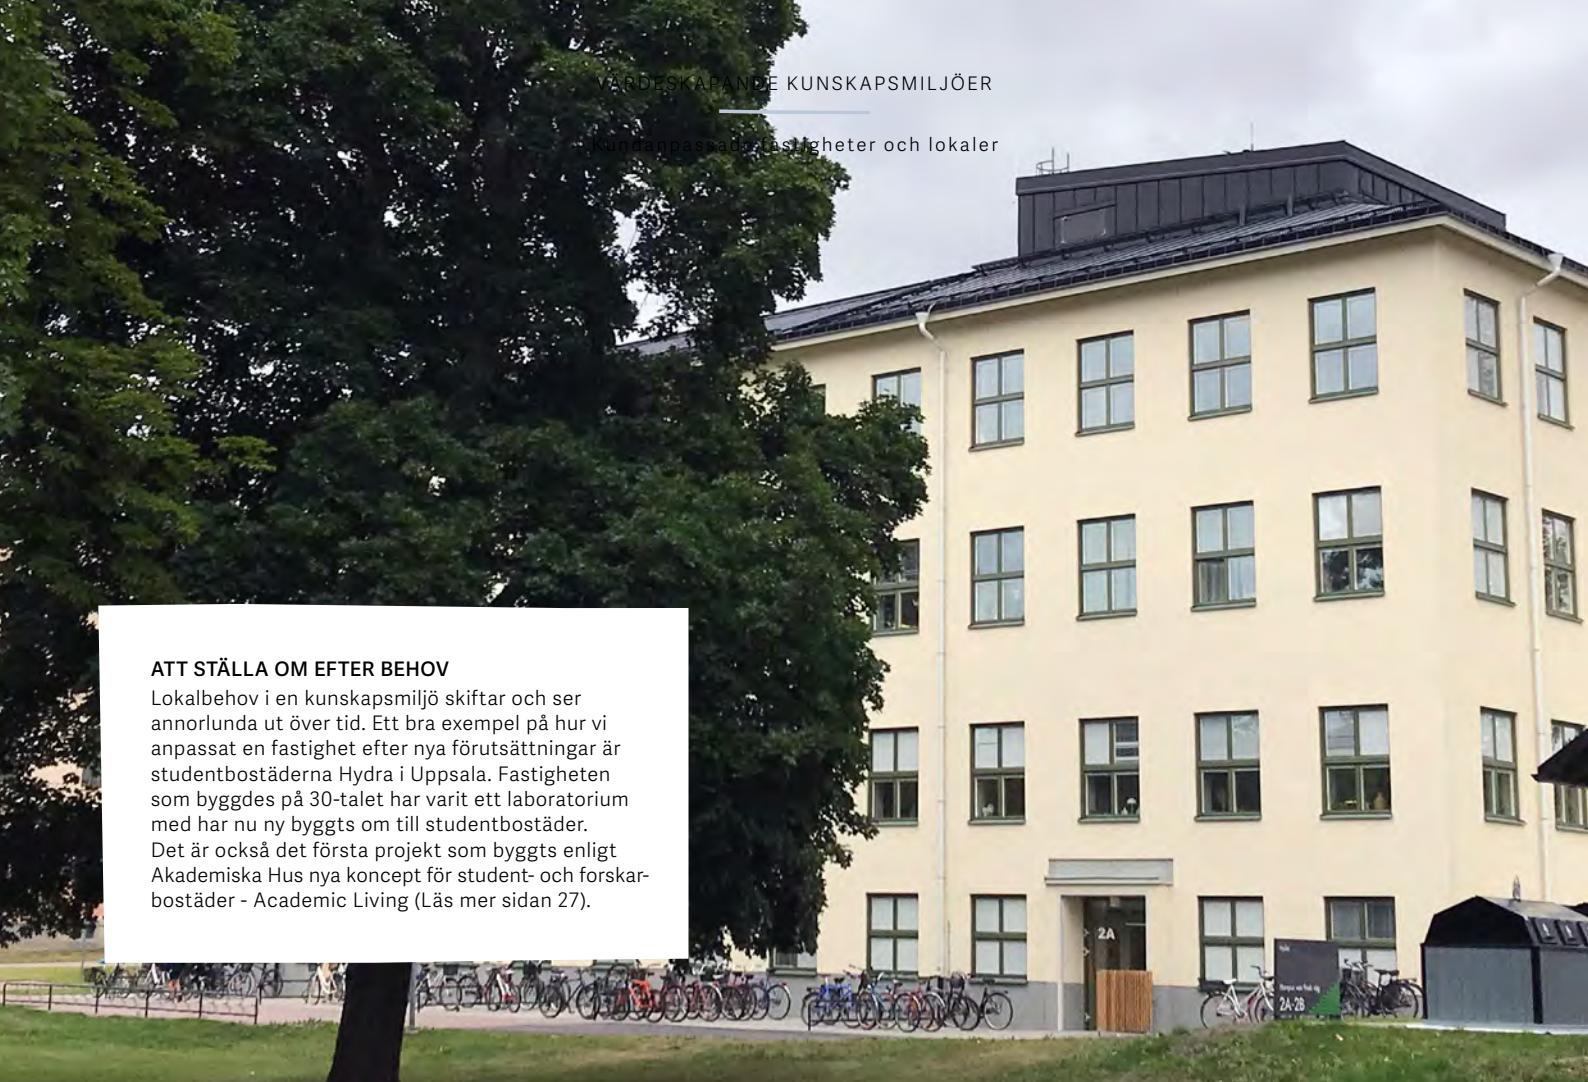 VÄRDESKAPANDE KUNSKAPSMILJÖER
Kundanpassade fastigheter och lokaler
ATT STÄLLA OM EFTER BEHOV
Lokalbehov i en kunskapsmiljö skiftar och ser
annorlunda ut över tid. Ett bra exempel på hur vi
anpassat en fastighet efter nya förutsättningar är
studentbostäderna Hydra i Uppsala. Fastigheten
som byggdes på 30-talet har varit ett laboratorium
med har nu ny byggts om till studentbostäder.
Det är också det första projekt som byggts enligt
Akademiska Hus nya koncept för student- och forskar-
bostäder - Academic Living (Läs mer sidan 27).
2A
2A-2B